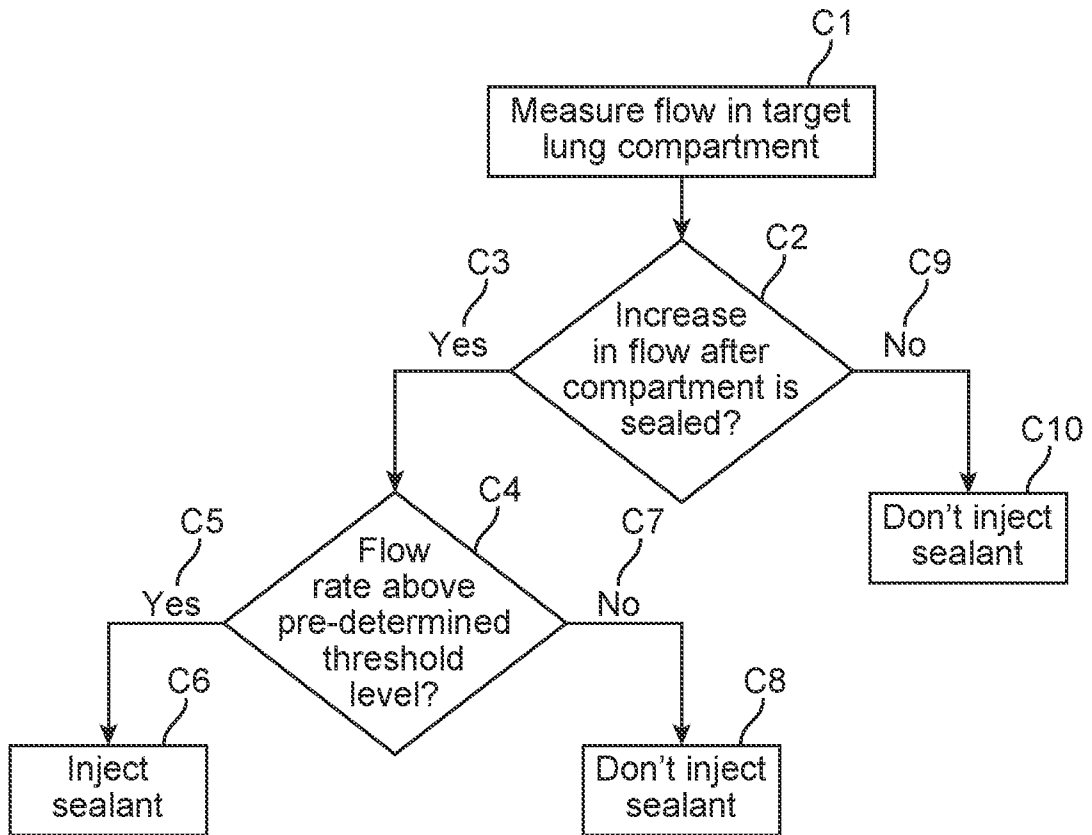 C1
Measure flow in target
lung compartment
C2
Increase
in flow after
compartment is
sealed?
C3
Yes
C9
No
C10
Don't inject
sealant
C4
Flow
rate above
pre-determined
threshold
level?
C5
Yes
C7
No
C6
Inject
sealant
C8
Don't inject
sealant